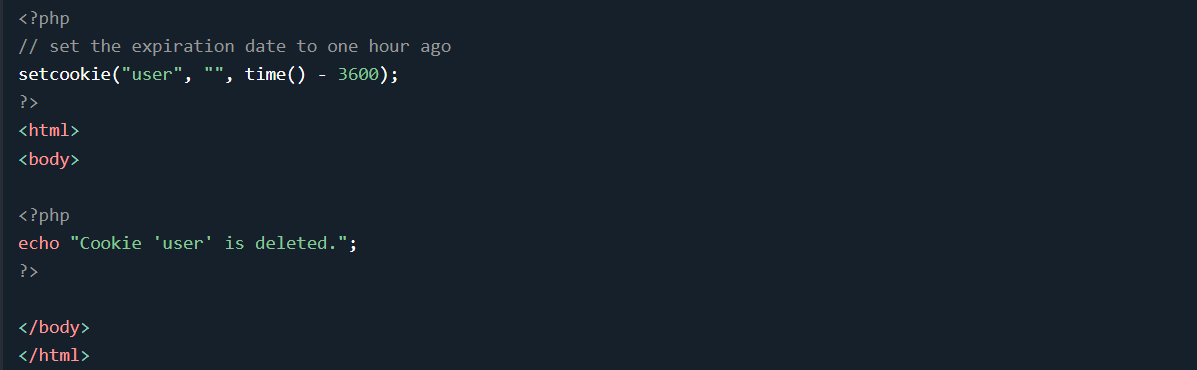 <?php
// set the expiration date to one hour ago
setcookie("user", "", time() - 3600);
?>
<html>
<body>
<?php
echo "Cookie 'user' is deleted.";
?>
</body>
</html>